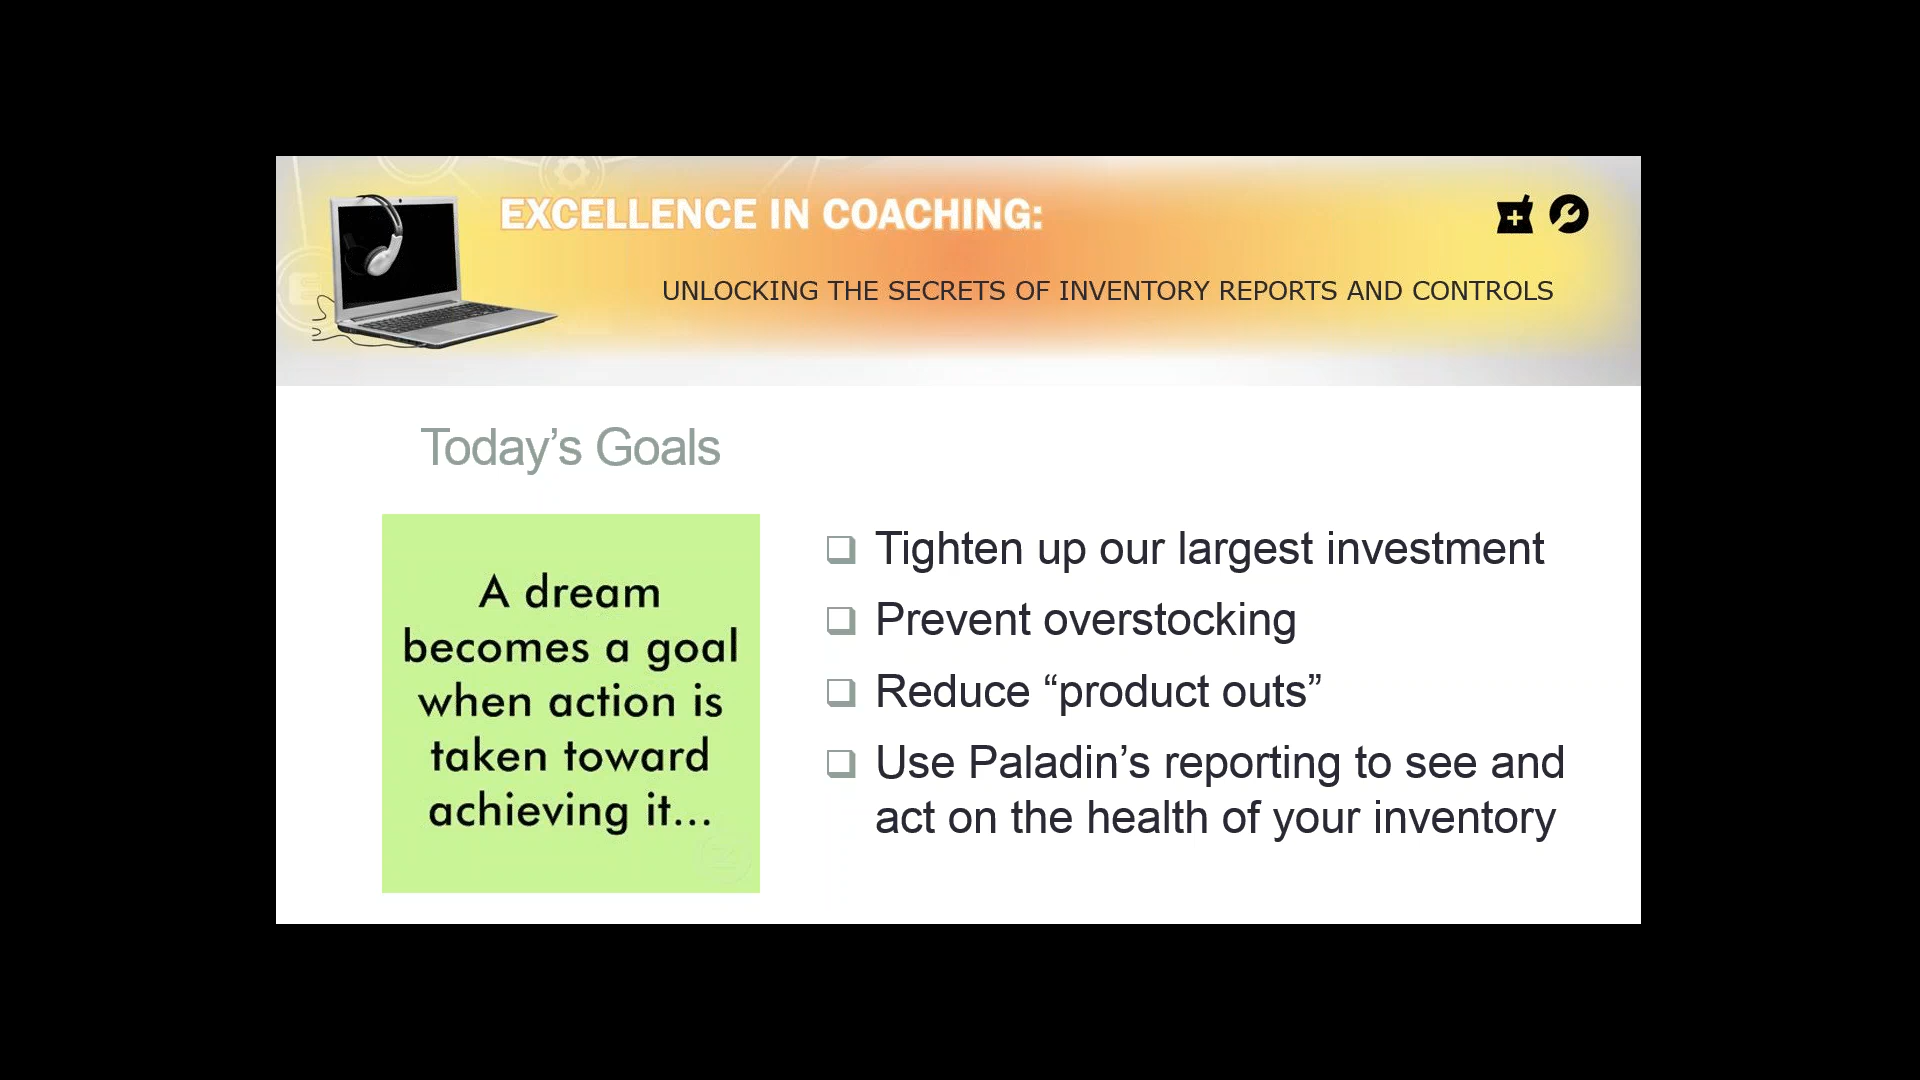 EXCELLENCE IN COACHING:
UNLOCKING THE SECRETS OF INVENTORY REPORTS AND CONTROLS
Today’s Goals
A dream
becomes a goal
when action is
taken toward
achieving it...
Tighten up our largest investment
Prevent overstocking
Reduce “product outs”
Use Paladin’s reporting to see and
act on the health of your inventory